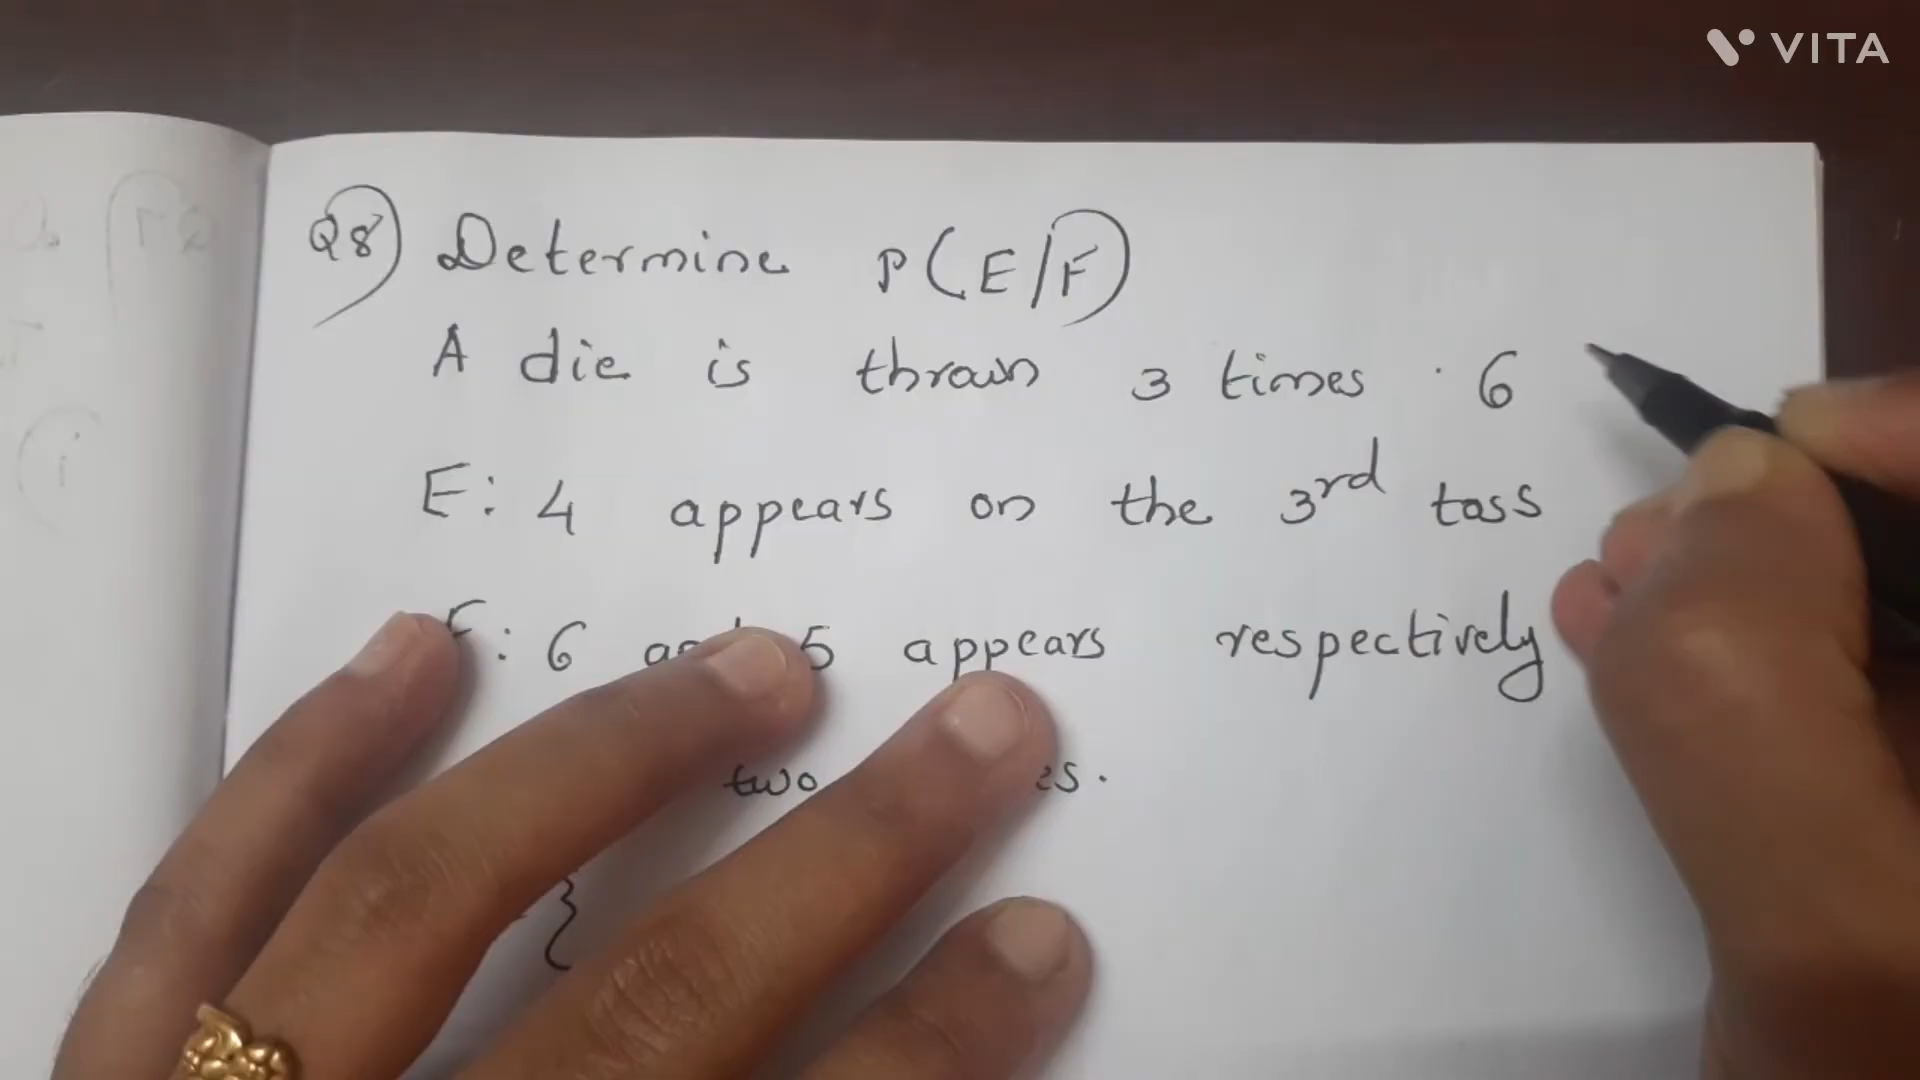 VITA
Q8) Determine P(E/F)
A die is thrown 3 times . 6
E: 4 appears on the 3rd toss
F: 6 and 5 appears respectively
two